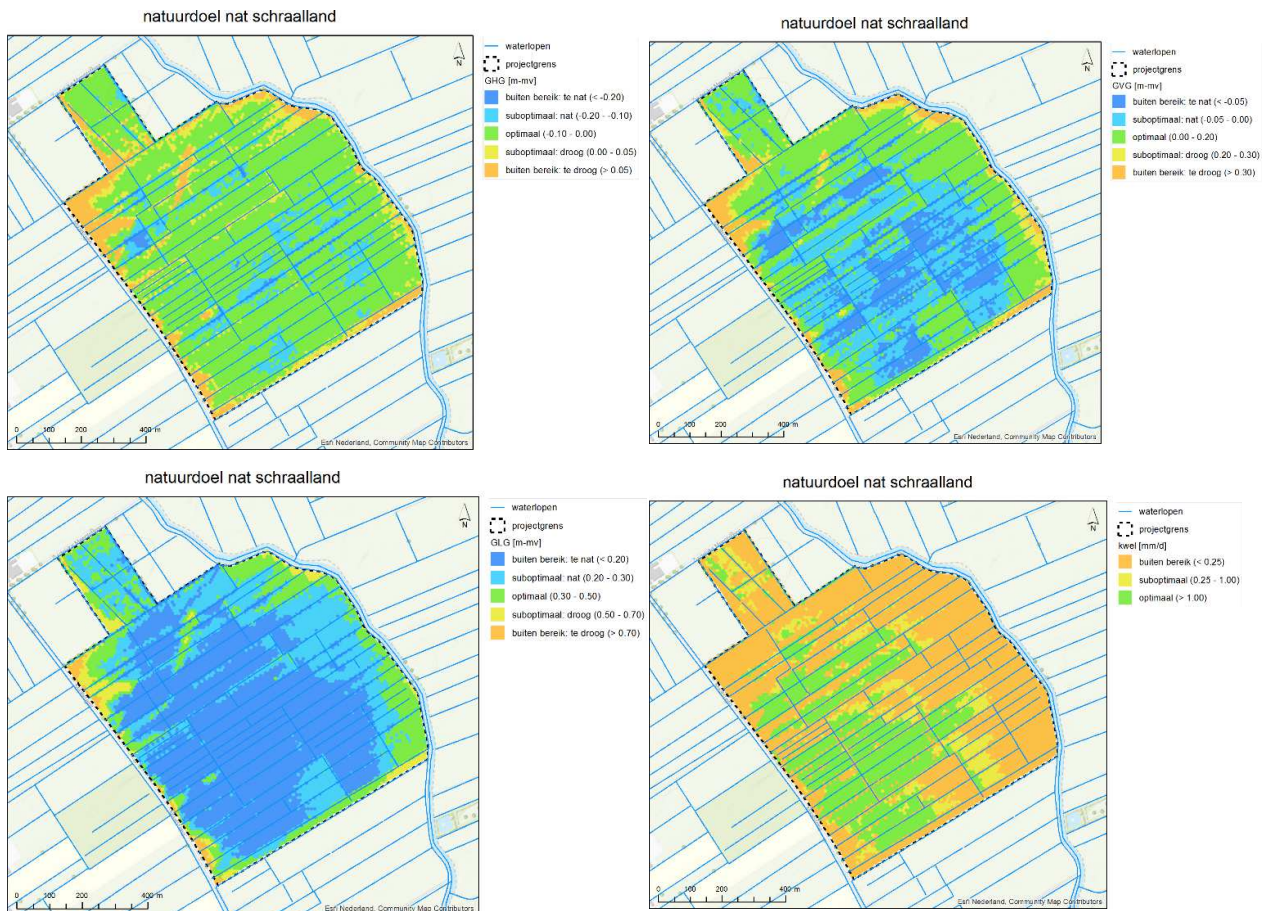 natuurdoel nat schraalland
N
waterlopen
projectgrens
GHG [m-mv]
buiten bereik: te nat (< -0.20)
suboptimaal: nat (-0.20 - -0.10)
optimaal (-0.10 - 0.00)
suboptimaal: droog (0.00 - 0.05)
buiten bereik: te droog (> 0.05)
0 100 200 400 m
Esri Nederland, Community Map Contributors
natuurdoel nat schraalland
N
waterlopen
projectgrens
GVG [m-mv]
buiten bereik: te nat (< -0.05)
suboptimaal: nat (-0.05 - 0.00)
optimaal (0.00 - 0.20)
suboptimaal: droog (0.20 - 0.30)
buiten bereik: te droog (> 0.30)
0 100 200 400 m
Esri Nederland, Community Map Contributors
natuurdoel nat schraalland
N
waterlopen
projectgrens
GLG [m-mv]
buiten bereik: te nat (< 0.20)
suboptimaal: nat (0.20 - 0.30)
optimaal (0.30 - 0.50)
suboptimaal: droog (0.50 - 0.70)
buiten bereik: te droog (> 0.70)
0 100 200 400 m
Esri Nederland, Community Map Contributors
natuurdoel nat schraalland
N
waterlopen
projectgrens
kwel [mm/d]
buiten bereik (< 0.25)
suboptimaal (0.25 - 1.00)
optimaal (> 1.00)
0 100 200 400 m
Esri Nederland, Community Map Contributors